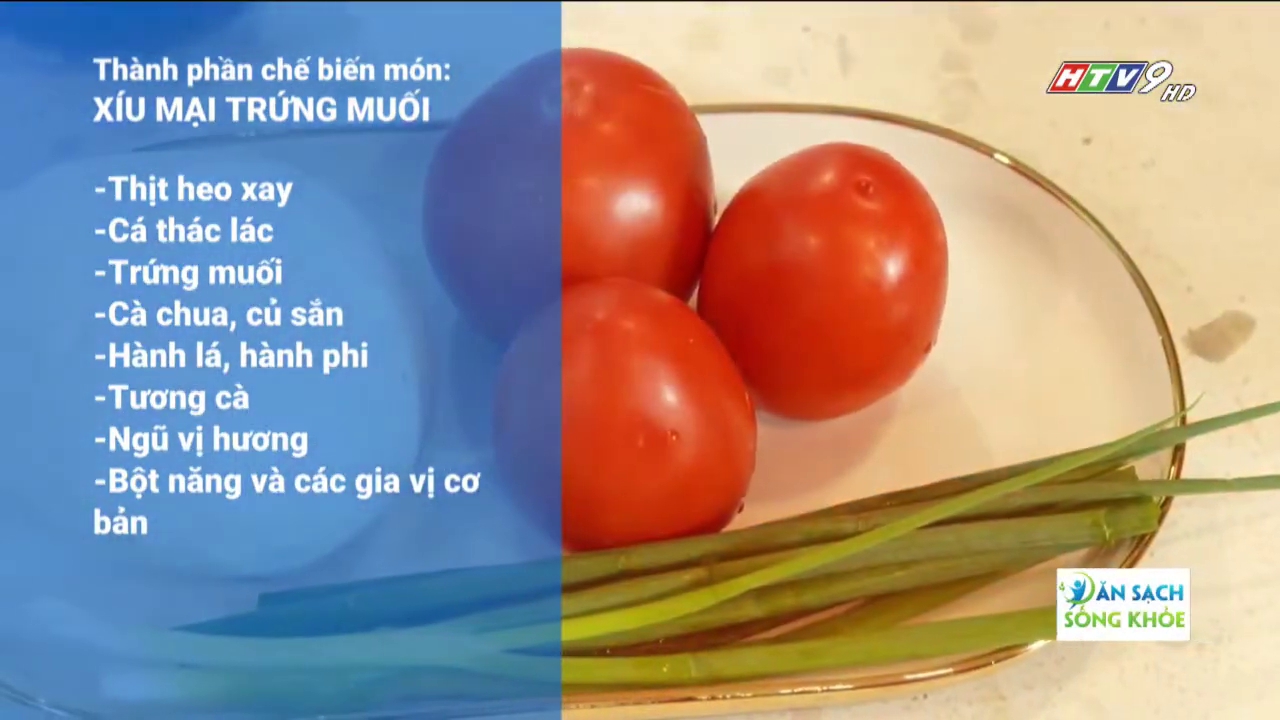 Thành phần chế biến món:
XÍU MẠI TRỨNG MUỐI
-Thịt heo xay
-Cá thác lác
-Trứng muối
-Cà chua, củ sắn
-Hành lá, hành phi
-Tương cà
-Ngũ vị hương
-Bột năng và các gia vị cơ
bản
HTV9
HD
ĂN SẠCH
SỐNG KHỎE